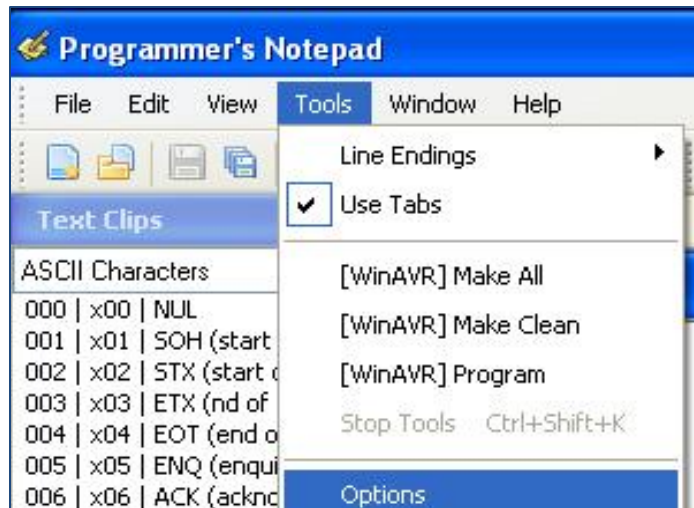 Programmer's Notepad
File Edit View Tools Window Help
Line Endings
Use Tabs
Text Clips
ASCII Characters
[WinAVR] Make All
000 | x00 | NUL
[WinAVR] Make Clean
001 | x01 | SOH (start
002 | x02 | STX (start
[WinAVR] Program
003 | x03 | ETX (nd of
Stop Tools Ctrl+Shift+K
004 | x04 | EOT (end
005 | x05 | ENQ
006 | x06 | ACK
Options